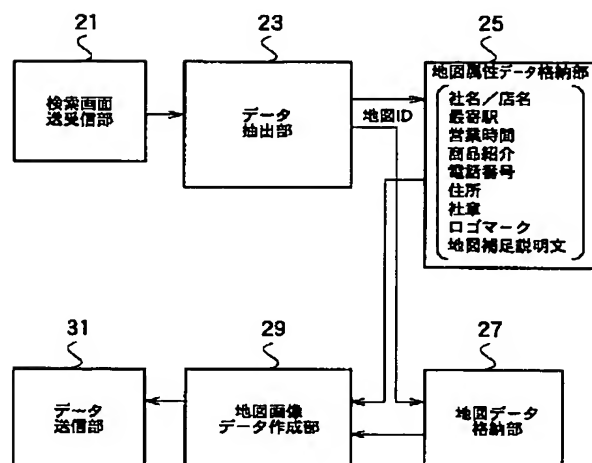 21
23
25
検索画面
送受信部
データ
抽出部
地図ID
地図属性データ格納部
社名／店名
最寄駅
営業時間
商品紹介
電話番号
住所
社章
ロゴマーク
地図補足説明文
31
29
27
データ
送信部
地図画像
データ作成部
地図データ
格納部